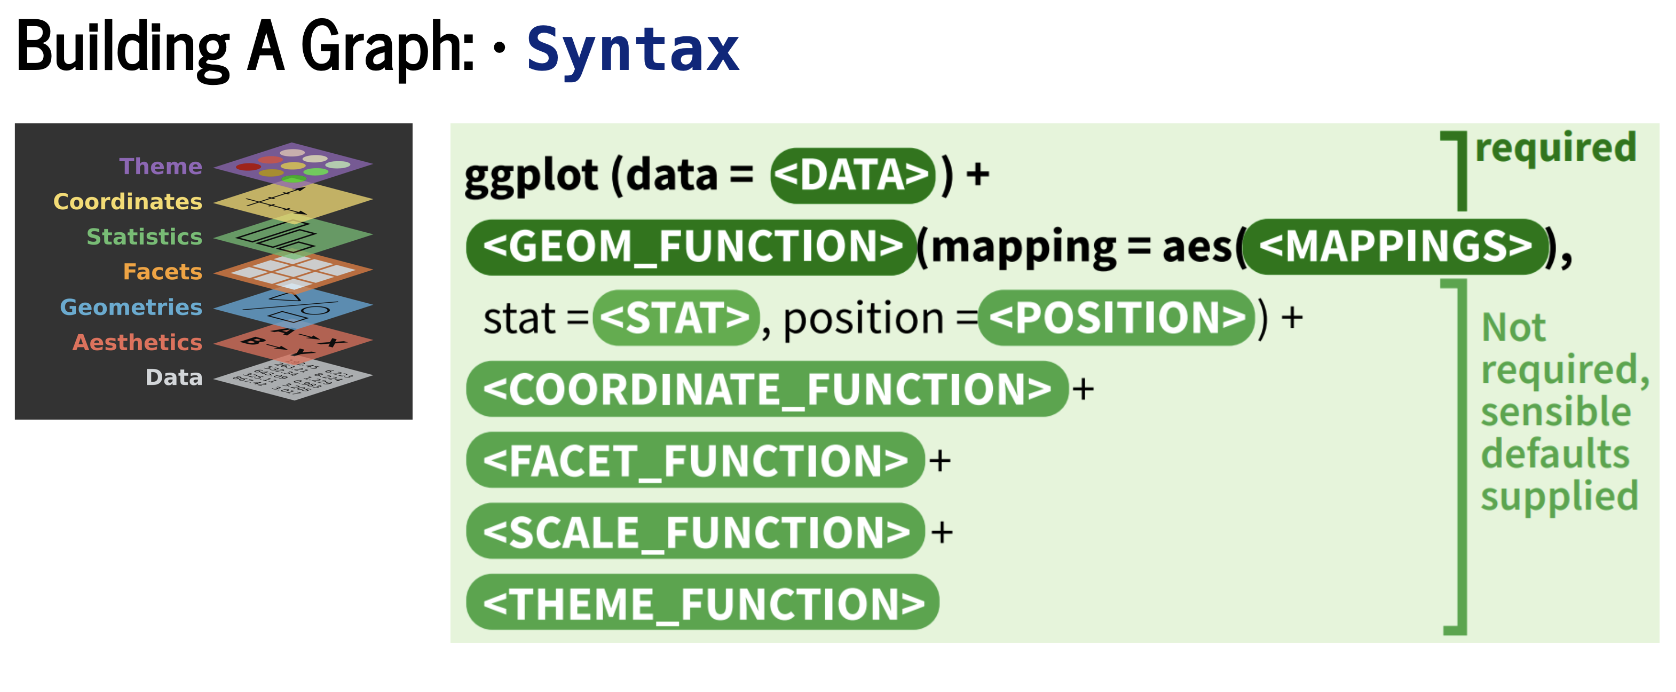 Building A Graph: · Syntax
Theme
Coordinates
Statistics
Facets
Geometries
Aesthetics
Data
A → X
B → Y
ggplot (data = <DATA>) +
<GEOM_FUNCTION>(mapping = aes(<MAPPINGS>),
stat = <STAT>, position = <POSITION>) +
<COORDINATE_FUNCTION> +
<FACET_FUNCTION> +
<SCALE_FUNCTION> +
<THEME_FUNCTION>
required
Not
required,
sensible
defaults
supplied